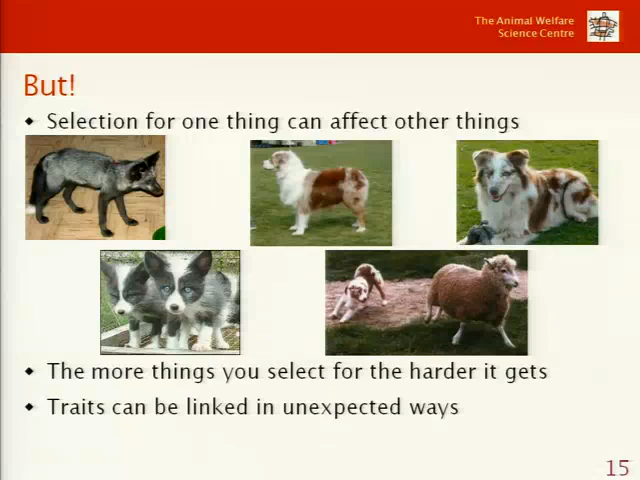 The Animal Welfare
Science Centre
But!
Selection for one thing can affect other things
The more things you select for the harder it gets
Traits can be linked in unexpected ways
15